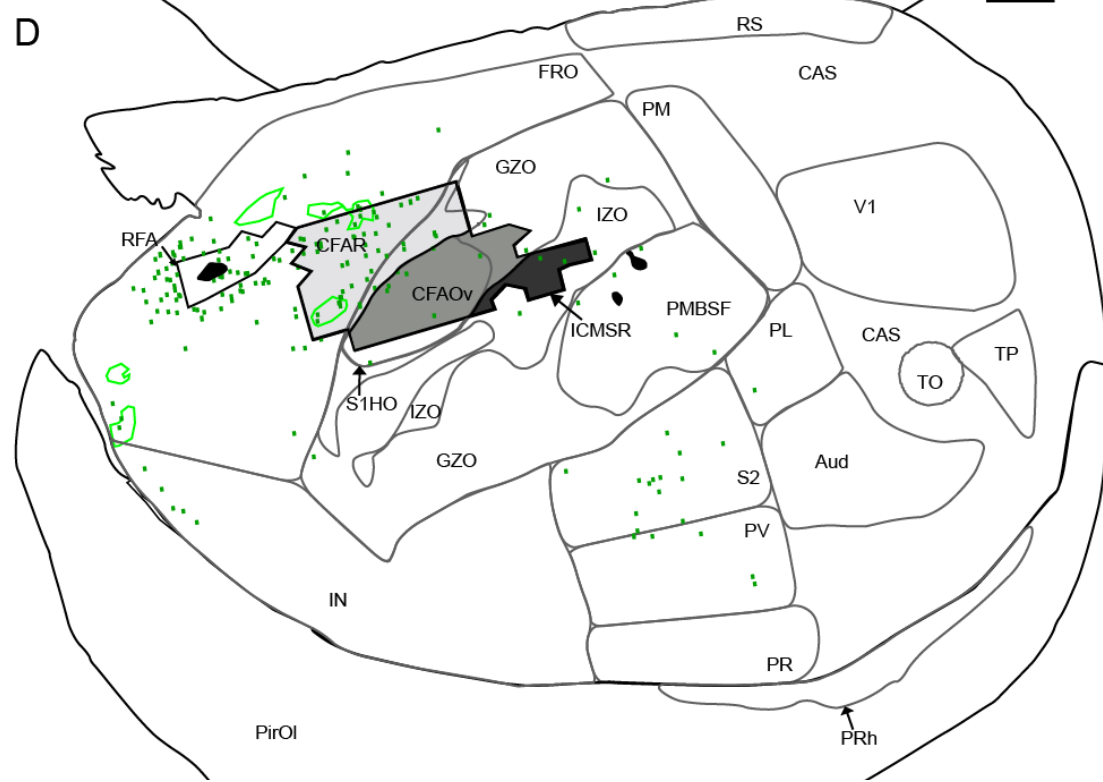 D
RS
FRO
CAS
PM
GZO
IZO
V1
RFA
CFAR
CFAOv
ICMSR
PMBSF
PL
CAS
TP
TO
S1HO
IZO
GZO
Aud
S2
PV
IN
PR
PirOl
PRh